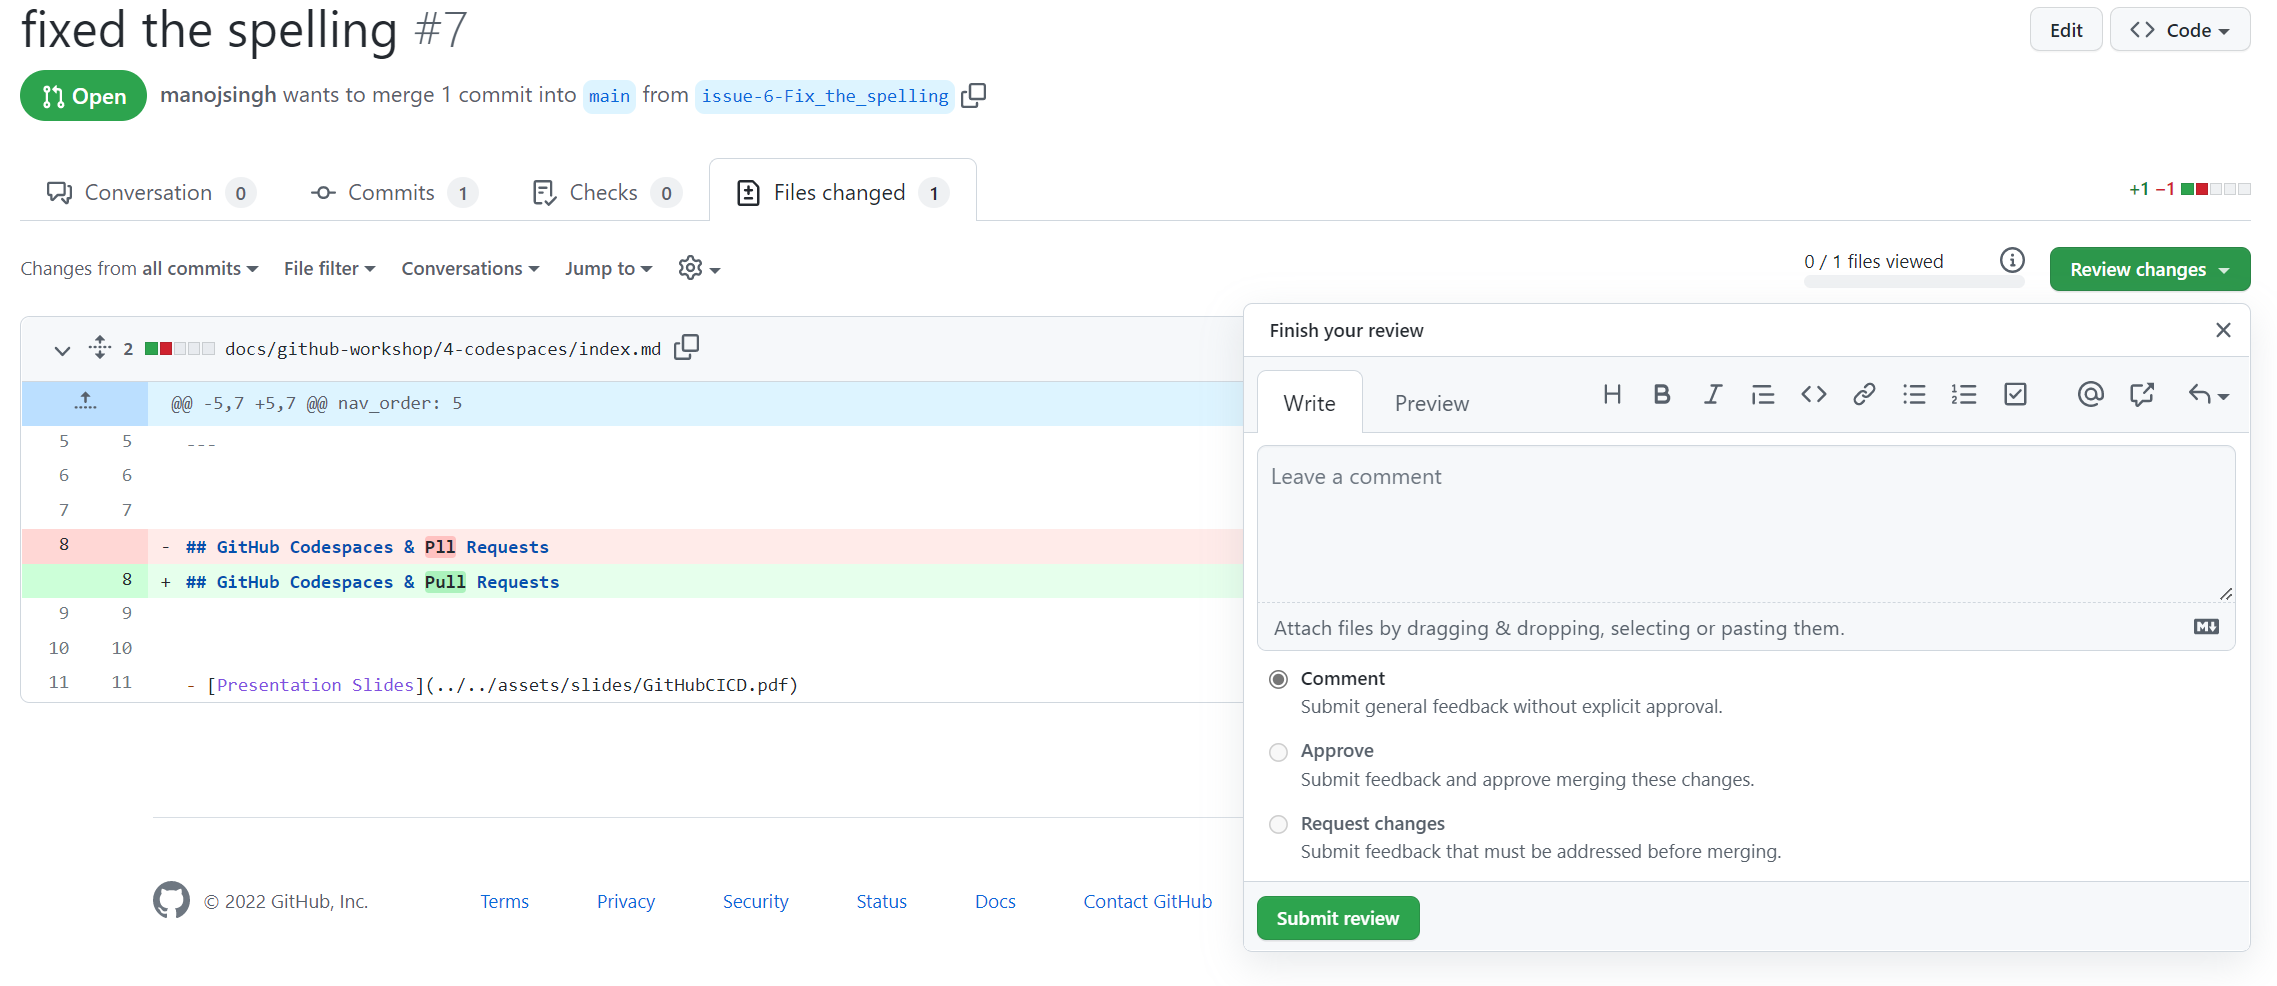 fixed the spelling #7
Edit
Code
Open
manojsingh wants to merge 1 commit into main from issue-6-Fix_the_spelling
Conversation 0
Commits 1
Checks 0
Files changed 1
+1 −1
Changes from all commits
File filter
Conversations
Jump to
0 / 1 files viewed
Review changes
2 docs/github-workshop/4-codespaces/index.md
@@ -5,7 +5,7 @@ nav_order: 5
5 5 ---
6 6
7 7
8 - ## GitHub Codespaces & Pll Requests
8 + ## GitHub Codespaces & Pull Requests
9 9
10 10
11 11 - [Presentation Slides](../../assets/slides/GitHubCICD.pdf)
Finish your review
Write
Preview
Leave a comment
Attach files by dragging & dropping, selecting or pasting them.
Comment
Submit general feedback without explicit approval.
Approve
Submit feedback and approve merging these changes.
Request changes
Submit feedback that must be addressed before merging.
Submit review
© 2022 GitHub, Inc.
Terms
Privacy
Security
Status
Docs
Contact GitHub